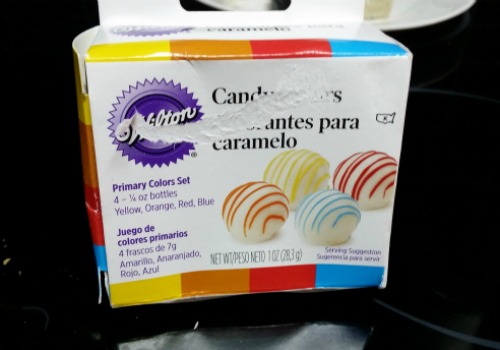 caramelo
Wilton
Candy
para
caramelo
Primary Colors Set
4 – ¼ oz bottles
Yellow, Orange, Red, Blue
Juego de
colores primarios
4 frascos de 7g
Amarillo, Anaranjado,
Rojo, Azul
NET WT/PESO NETO 1 OZ (28,3 g)
Serving Suggestion
Sugerencia para servir
K